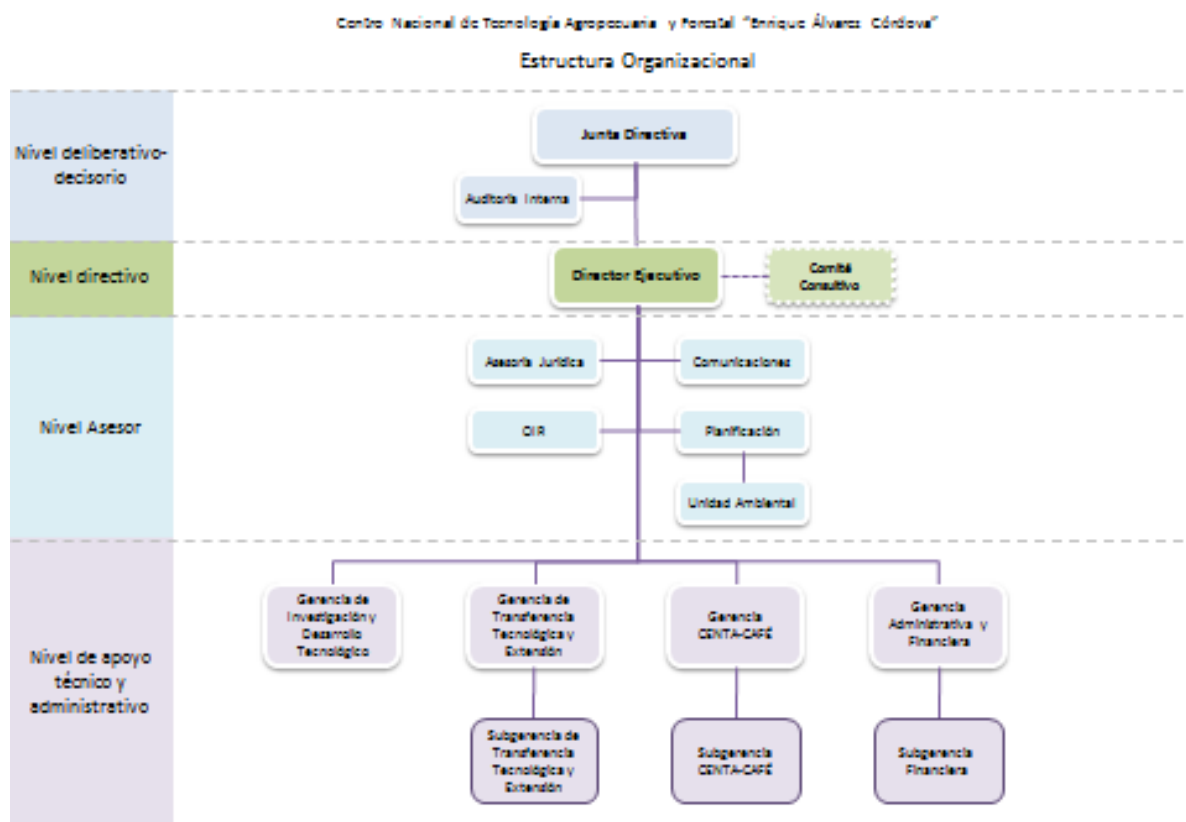 Centro Nacional de Tecnología Agropecuaria y Forestal “Enrique Álvarez Córdova”
Estructura Organizacional
Nivel deliberativo-
decisorio
Junta Directiva
Auditoría Interna
Nivel directivo
Director Ejecutivo
Comité
Consultivo
Nivel Asesor
Asesoría Jurídica
Comunicaciones
OIR
Planificación
Unidad Ambiental
Nivel de apoyo
técnico y
administrativo
Gerencia de
Investigación y
Desarrollo
Tecnológico
Gerencia de
Transferencia
Tecnológica y
Extensión
Gerencia
CENTA-CAFÉ
Gerencia
Administrativa y
Financiera
Subgerencia de
Transferencia
Tecnológica y
Extensión
Subgerencia
CENTA-CAFÉ
Subgerencia
Financiera